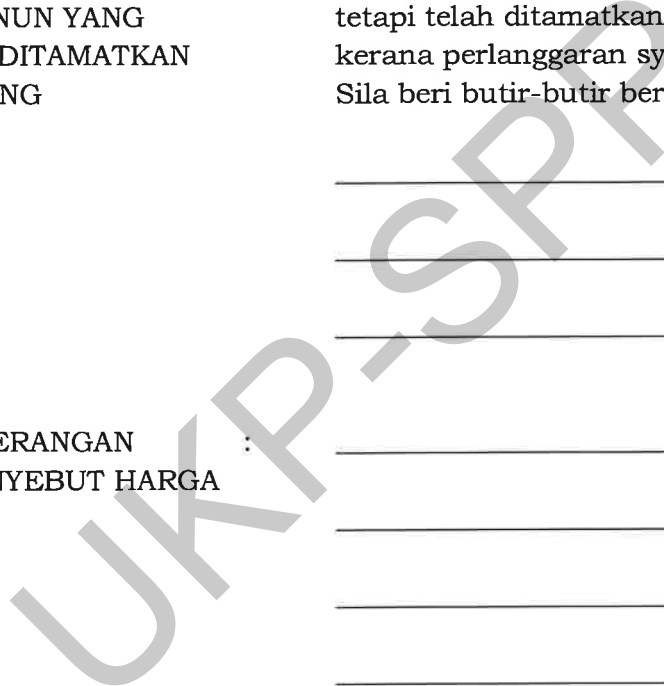 NUN YANG
DITAMATKAN
NG
tetapi telah ditamatkan
kerana perlanggaran sy
Sila beri butir-butir ber
ERANGAN :
NYEBUT HARGA
UKP-SPP